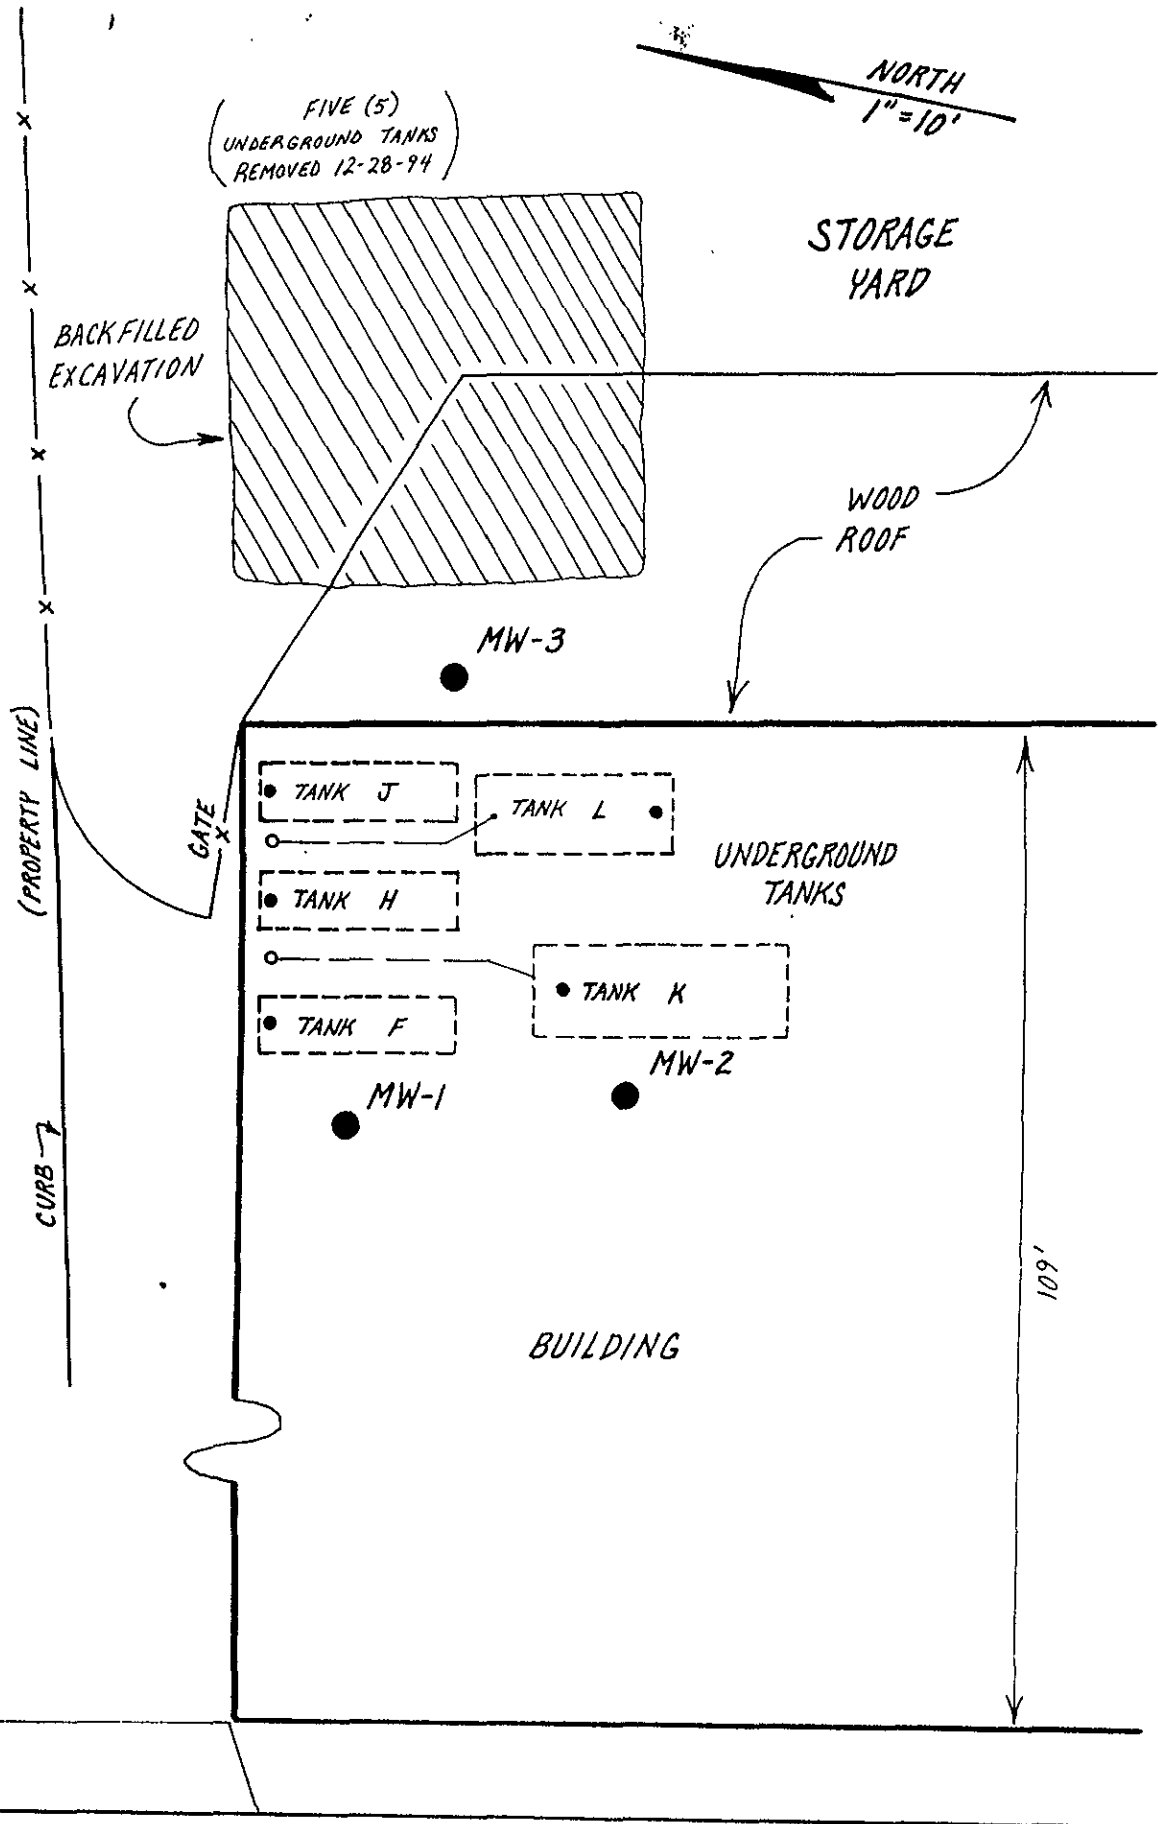 NORTH
1"=10'
FIVE (5)
UNDERGROUND TANKS
REMOVED 12-28-94
STORAGE
YARD
BACKFILLED
EXCAVATION
WOOD
ROOF
MW-3
(PROPERTY LINE)
GATE
TANK J
TANK L
UNDERGROUND
TANKS
TANK H
TANK K
TANK F
MW-2
MW-1
CURB
109'
BUILDING